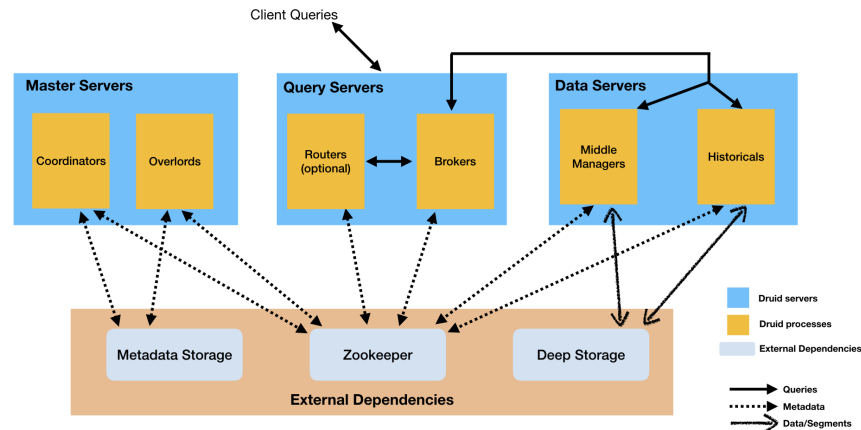 Client Queries
Master Servers
Query Servers
Data Servers
Coordinators
Overlords
Routers
(optional)
Brokers
Middle
Managers
Historicals
Metadata Storage
Zookeeper
Deep Storage
External Dependencies
Druid servers
Druid processes
External Dependencies
Queries
Metadata
Data/Segments